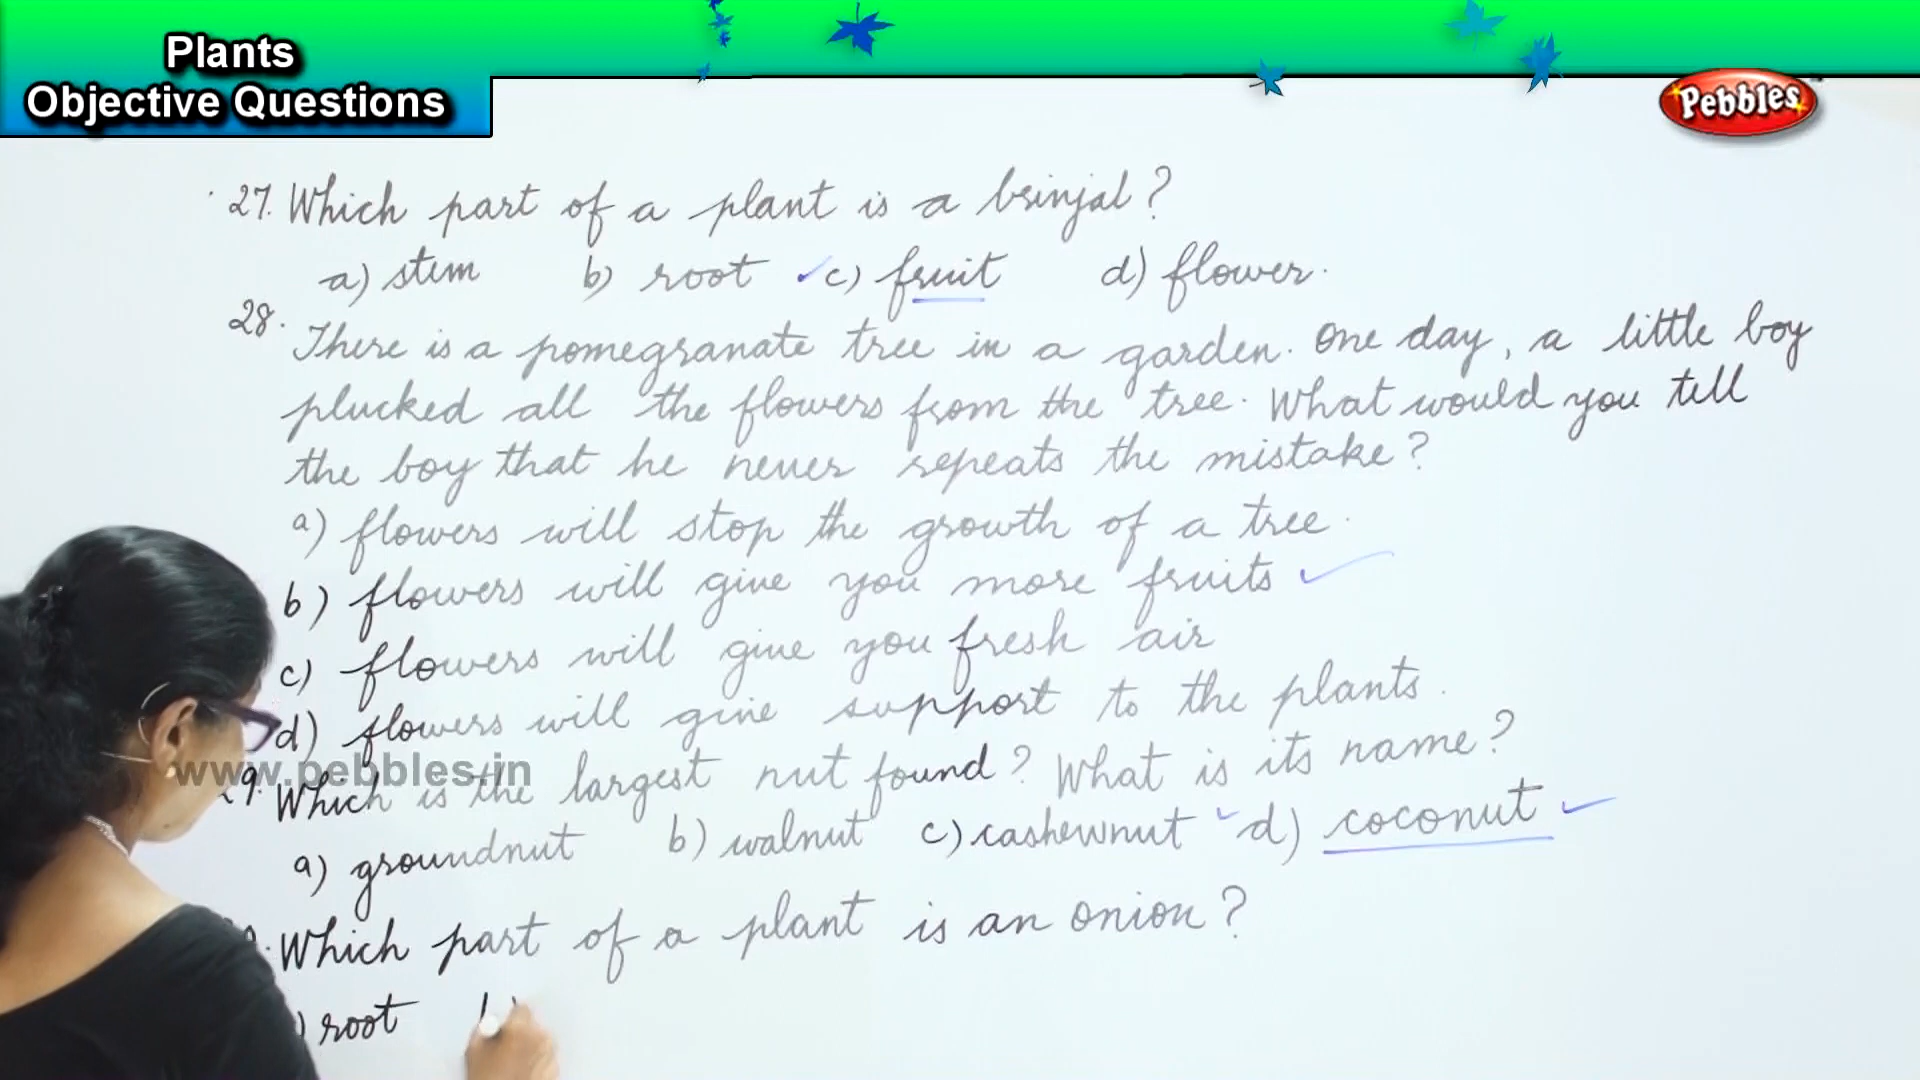 Plants
Objective Questions
Pebbles
27. Which part of a plant is a brinjal?
a) stem b) root ✓c) fruit d) flower.
28. There is a pomegranate tree in a garden. One day, a little boy
plucked all the flowers from the tree. What would you tell
the boy that he never repeats the mistake?
a) flowers will stop the growth of a tree.
b) flowers will give you more fruits ✓
c) flowers will give you fresh air
d) flowers will give support to the plants.
www.pebbles.in
29. Which is the largest nut found? What is its name?
a) groundnut b) walnut c) cashewnut ✓d) coconut ✓
Which part of a plant is an onion?
) root b)